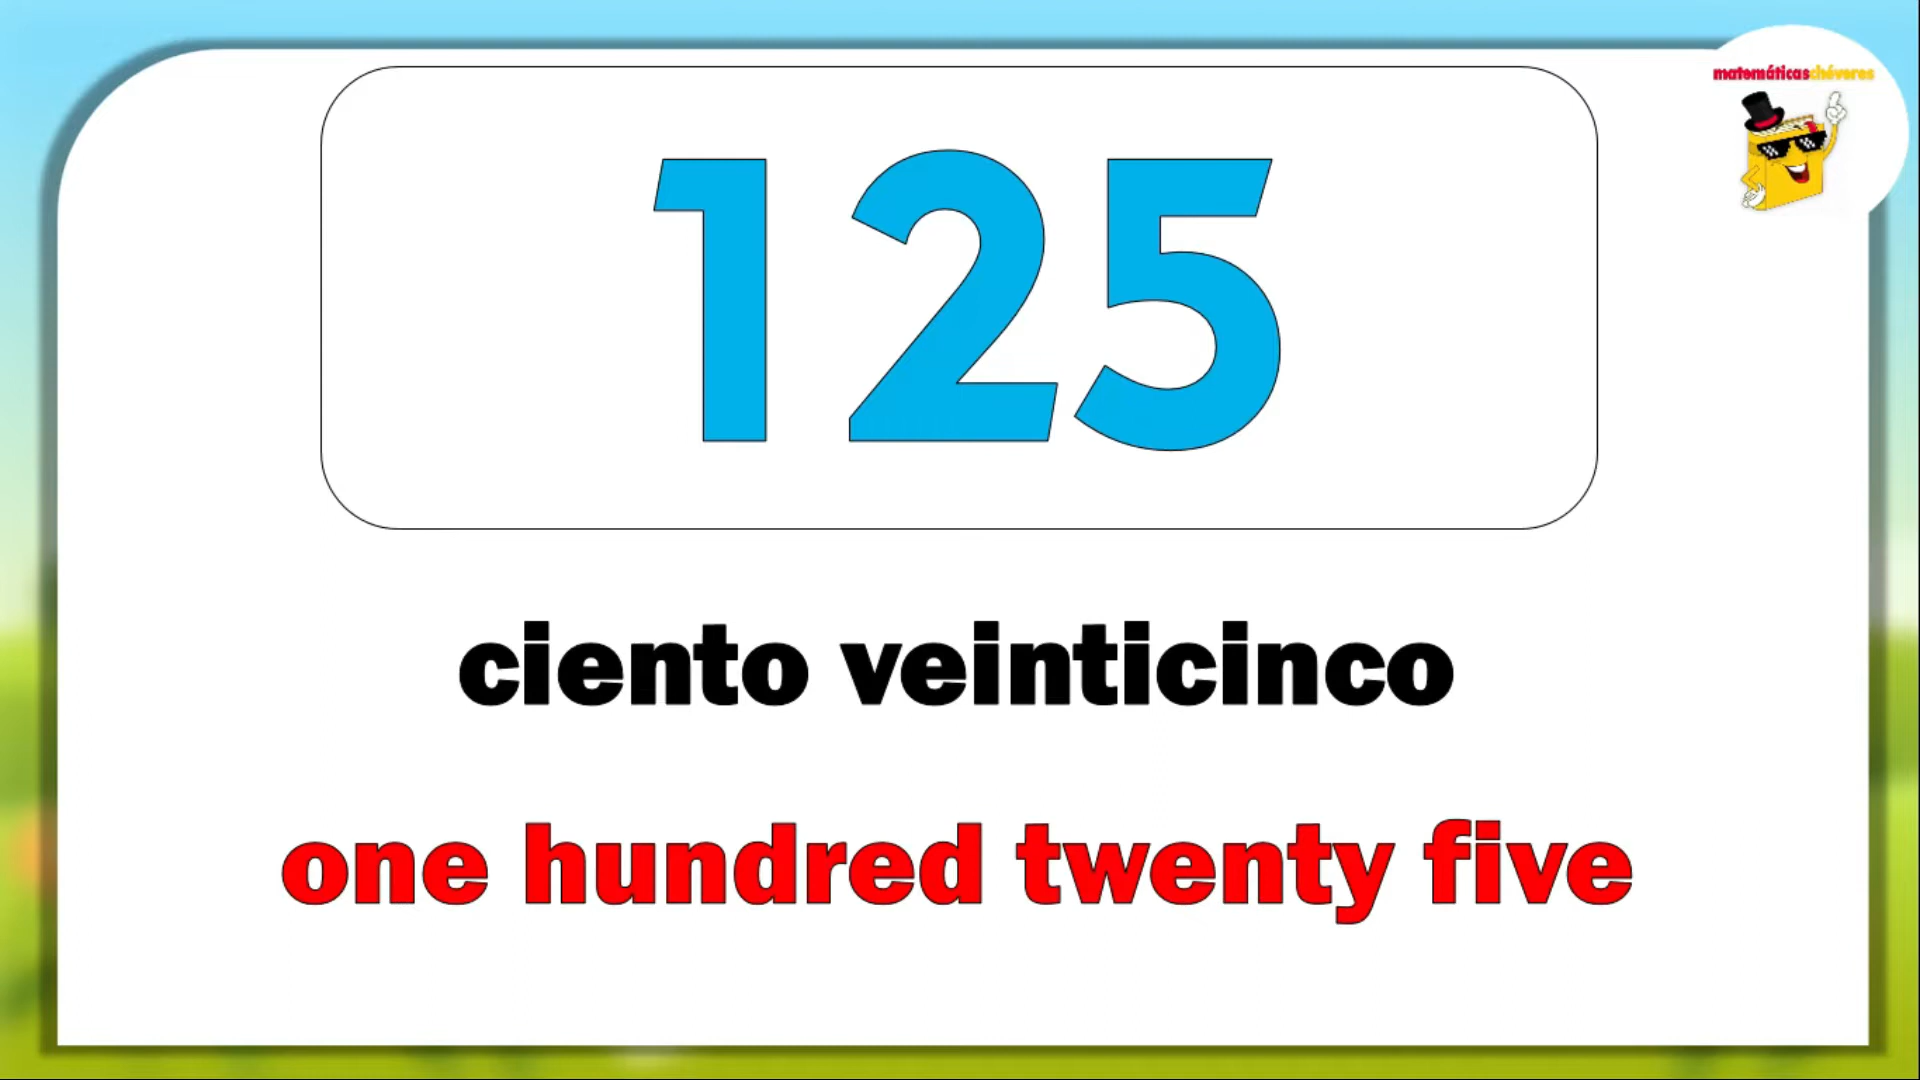 matemáticaschéveres
125
ciento veinticinco
one hundred twenty five